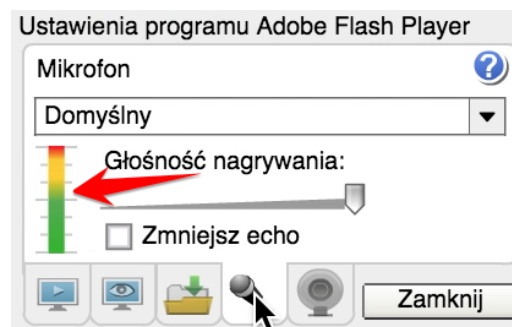 Ustawienia programu Adobe Flash Player
Mikrofon
?
Domyślny
Głośność nagrywania:
Zmniejsz echo
Zamknij